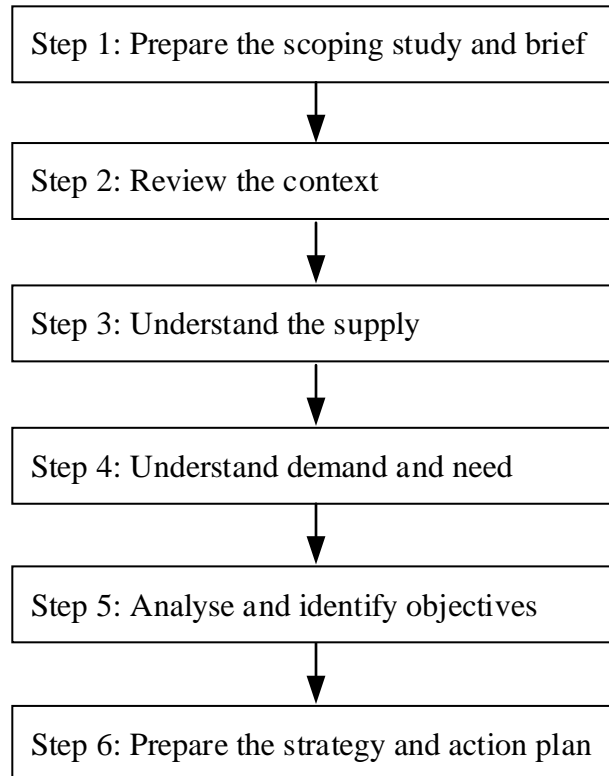 Step 1: Prepare the scoping study and brief
Step 2: Review the context
Step 3: Understand the supply
Step 4: Understand demand and need
Step 5: Analyse and identify objectives
Step 6: Prepare the strategy and action plan